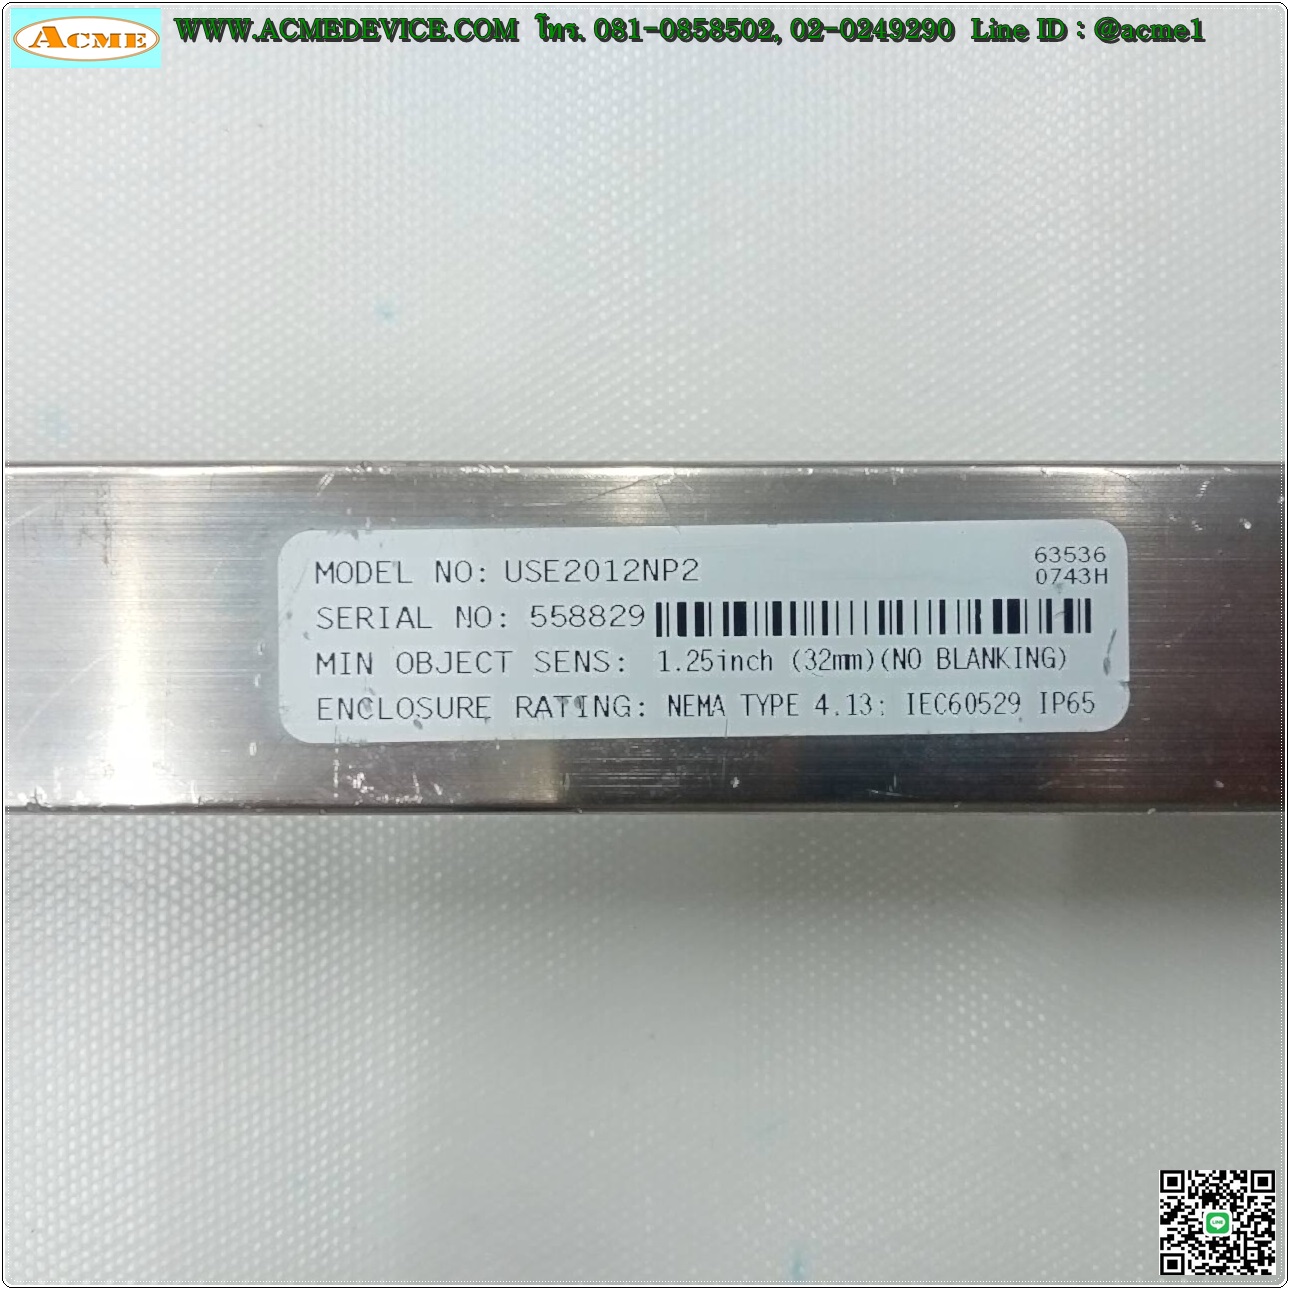 ACME
WWW.ACMEDEVICE.COM โทร. 081-0858502, 02-0249290 Line ID : @acme1
MODEL NO: USE2012NP2
63536
0743H
SERIAL NO: 558829
MIN OBJECT SENS: 1.25inch (32mm)(NO BLANKING)
ENCLOSURE RATING: NEMA TYPE 4.13: IEC60529 IP65
LINE